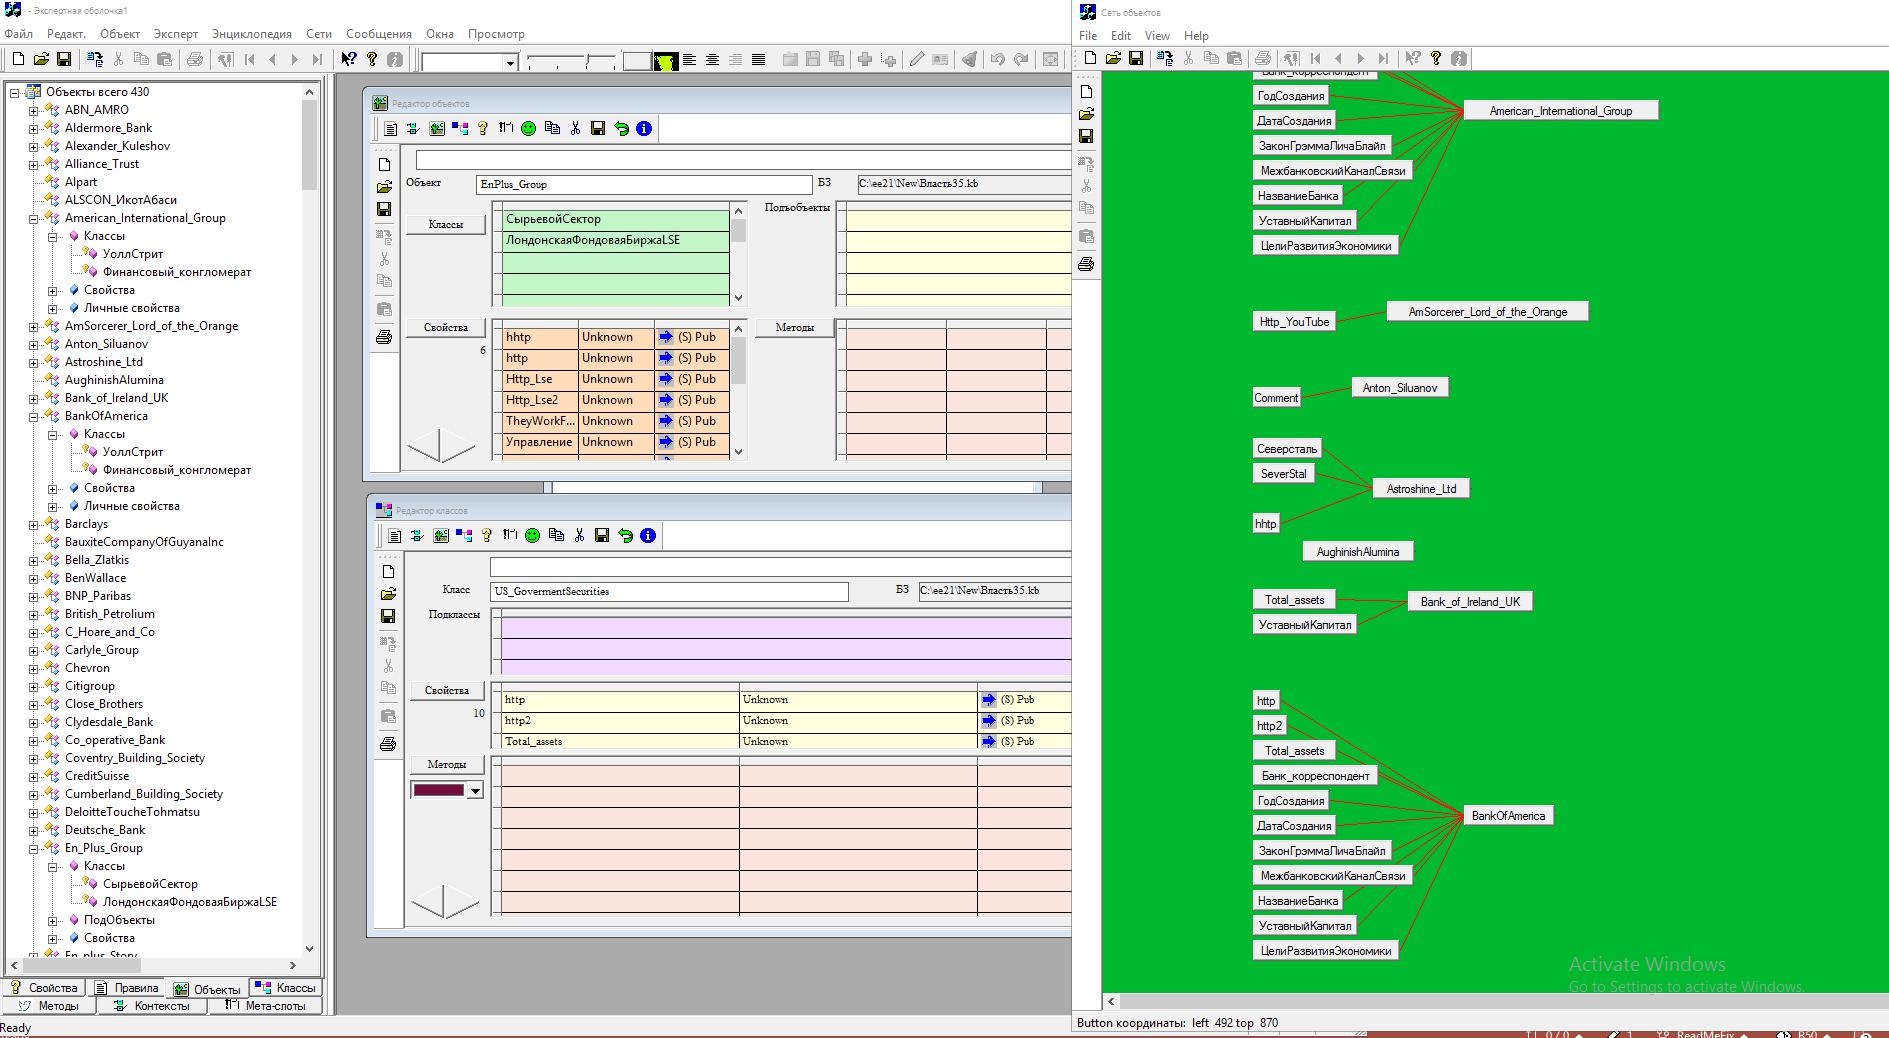 - Экспертная оболочка1
Файл Редакт. Объект Эксперт Энциклопедия Сети Сообщения Окна Просмотр
Объекты всего 430
ABN_AMRO
Aldermore_Bank
Alexander_Kuleshov
Alliance_Trust
Alpart
ALSCON_ИкотАбаси
American_International_Group
Классы
УоллСтрит
Финансовый_конгломерат
Свойства
Личные свойства
AmSorcerer_Lord_of_the_Orange
Anton_Siluanov
Astroshine_Ltd
AughinishAlumina
Bank_of_Ireland_UK
BankOfAmerica
Классы
УоллСтрит
Финансовый_конгломерат
Свойства
Личные свойства
Barclays
BauxiteCompanyOfGuyanaInc
Bella_Zlatkis
BenWallace
BNP_Paribas
British_Petrolium
C_Hoare_and_Co
Carlyle_Group
Chevron
Citigroup
Close_Brothers
Clydesdale_Bank
Co_operative_Bank
Coventry_Building_Society
CreditSuisse
Cumberland_Building_Society
DeloitteToucheTohmatsu
Deutsche_Bank
En_Plus_Group
Классы
СырьевойСектор
ЛондонскаяФондоваяБиржаLSE
ПодОбъекты
Свойства
En_plus_Story
Свойства Правила Объекты Классы
Методы Контексты Мета-слоты
Ready
Редактор объектов
Объект EnPlus_Group БЗ C:\ee21\New\Власть35.kb
Классы
СырьевойСектор
ЛондонскаяФондоваяБиржаLSE
Подъобъекты
Свойства
6
hhtp Unknown (S) Pub
http Unknown (S) Pub
Http_Lse Unknown (S) Pub
Http_Lse2 Unknown (S) Pub
TheyWorkF... Unknown (S) Pub
Управление Unknown (S) Pub
Методы
Редактор классов
Класс US_GovermentSecurities БЗ C:\ee21\New\Власть35.kb
Подклассы
Свойства
10
http Unknown (S) Pub
http2 Unknown (S) Pub
Total_assets Unknown (S) Pub
Методы
Сеть объектов
File Edit View Help
Банк_корреспондент
ГодСоздания
ДатаСоздания
ЗаконГрэммаЛичаБлайл
МежбанковскийКаналСвязи
НазваниеБанка
УставныйКапитал
ЦелиРазвитияЭкономики
American_International_Group
Http_YouTube
AmSorcerer_Lord_of_the_Orange
Comment
Anton_Siluanov
Северсталь
SeverStal
hhtp
Astroshine_Ltd
AughinishAlumina
Total_assets
УставныйКапитал
Bank_of_Ireland_UK
http
http2
Total_assets
Банк_корреспондент
ГодСоздания
ДатаСоздания
ЗаконГрэммаЛичаБлайл
МежбанковскийКаналСвязи
НазваниеБанка
УставныйКапитал
ЦелиРазвитияЭкономики
BankOfAmerica
Activate Windows
Go to Settings to activate Windows.
Button координаты: left 492 top 870